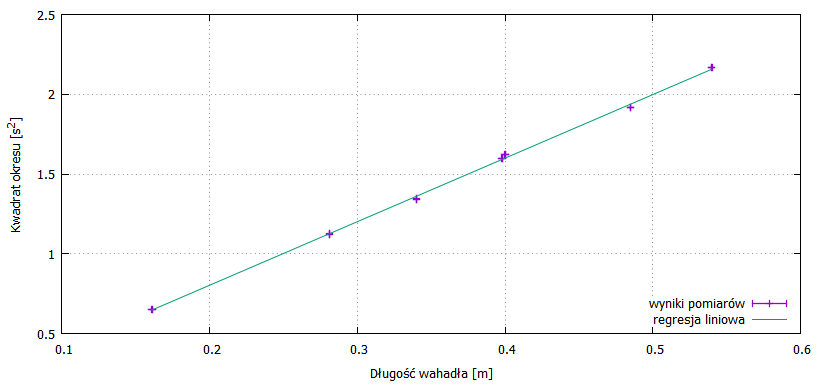 2.5
2
1.5
1
0.5
0.1
0.2
0.3
0.4
0.5
0.6
Kwadrat okresu [s²]
Długość wahadła [m]
wyniki pomiarów
regresja liniowa